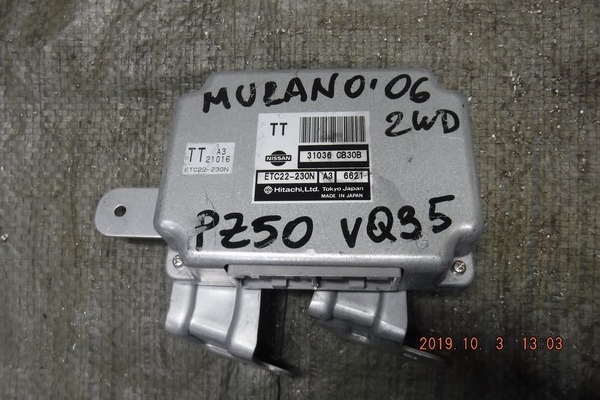 MURANO '06
2WD
TT
NISSAN
31036 CB30B
ETC22-230N A3 6621
Hitachi,Ltd. Tokyo Japan
MADE IN JAPAN
TT A3
21016
ETC22-230N
PZ50 VQ35
2019.10. 3 13:03